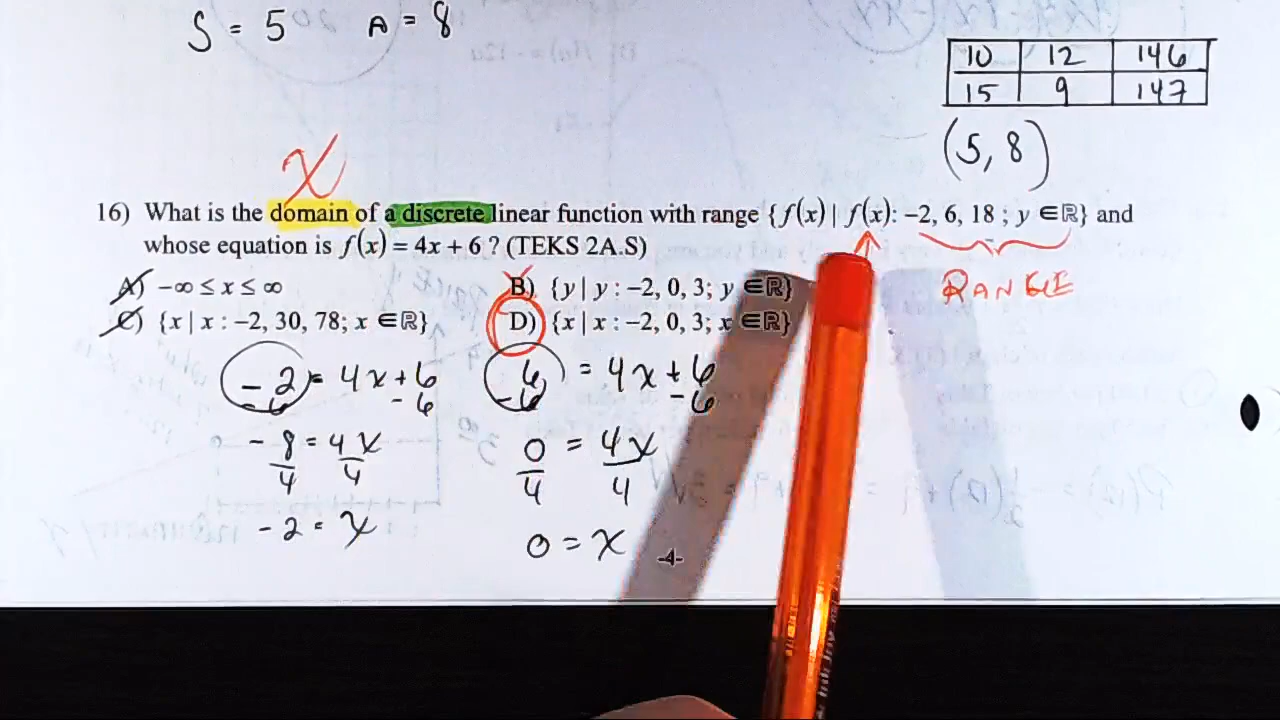 S = 5 A = 8
10 12 146
15 9 147
(5, 8)
x
16) What is the domain of a discrete linear function with range {f(x) | f(x): −2, 6, 18 ; y ∈ℝ} and
whose equation is f(x) = 4x + 6 ? (TEKS 2A.S)
RANGE
A) −∞ ≤ x ≤ ∞
B) {y | y : −2, 0, 3; y ∈ℝ}
C) {x | x : −2, 30, 78; x ∈ℝ}
D) {x | x : −2, 0, 3; x ∈ℝ}
-2 = 4x+6
-6 -6
-8 = 4x
4 4
-2 = x
6 = 4x+6
-6 -6
0 = 4x
4 4
0 = x
-4-